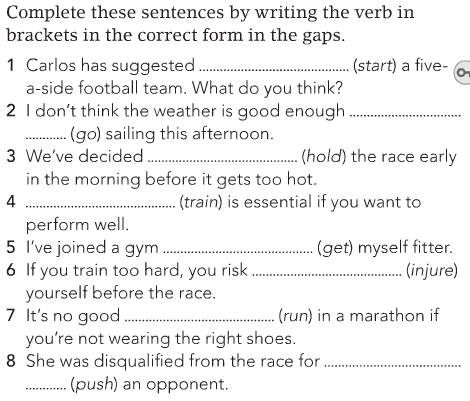 Complete these sentences by writing the verb in
brackets in the correct form in the gaps.
1 Carlos has suggested ........................................ (start) a five-
a-side football team. What do you think?
2 I don't think the weather is good enough ..............................
........... (go) sailing this afternoon.
3 We've decided ........................................ (hold) the race early
in the morning before it gets too hot.
4 ........................................ (train) is essential if you want to
perform well.
5 I've joined a gym ........................................ (get) myself fitter.
6 If you train too hard, you risk ........................................ (injure)
yourself before the race.
7 It's no good ........................................ (run) in a marathon if
you're not wearing the right shoes.
8 She was disqualified from the race for ....................................
........... (push) an opponent.